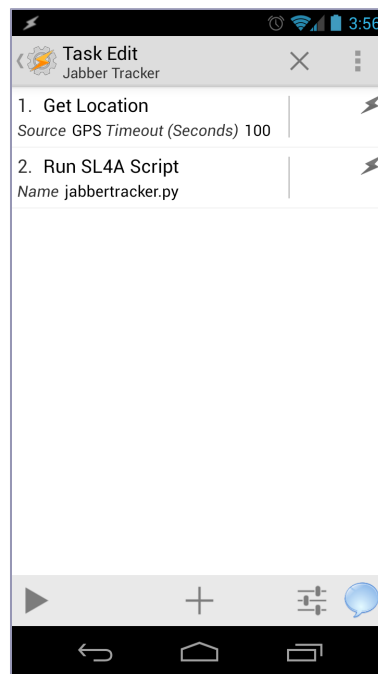 3:56
Task Edit
Jabber Tracker
1. Get Location
Source GPS Timeout (Seconds) 100
2. Run SL4A Script
Name jabbertracker.py